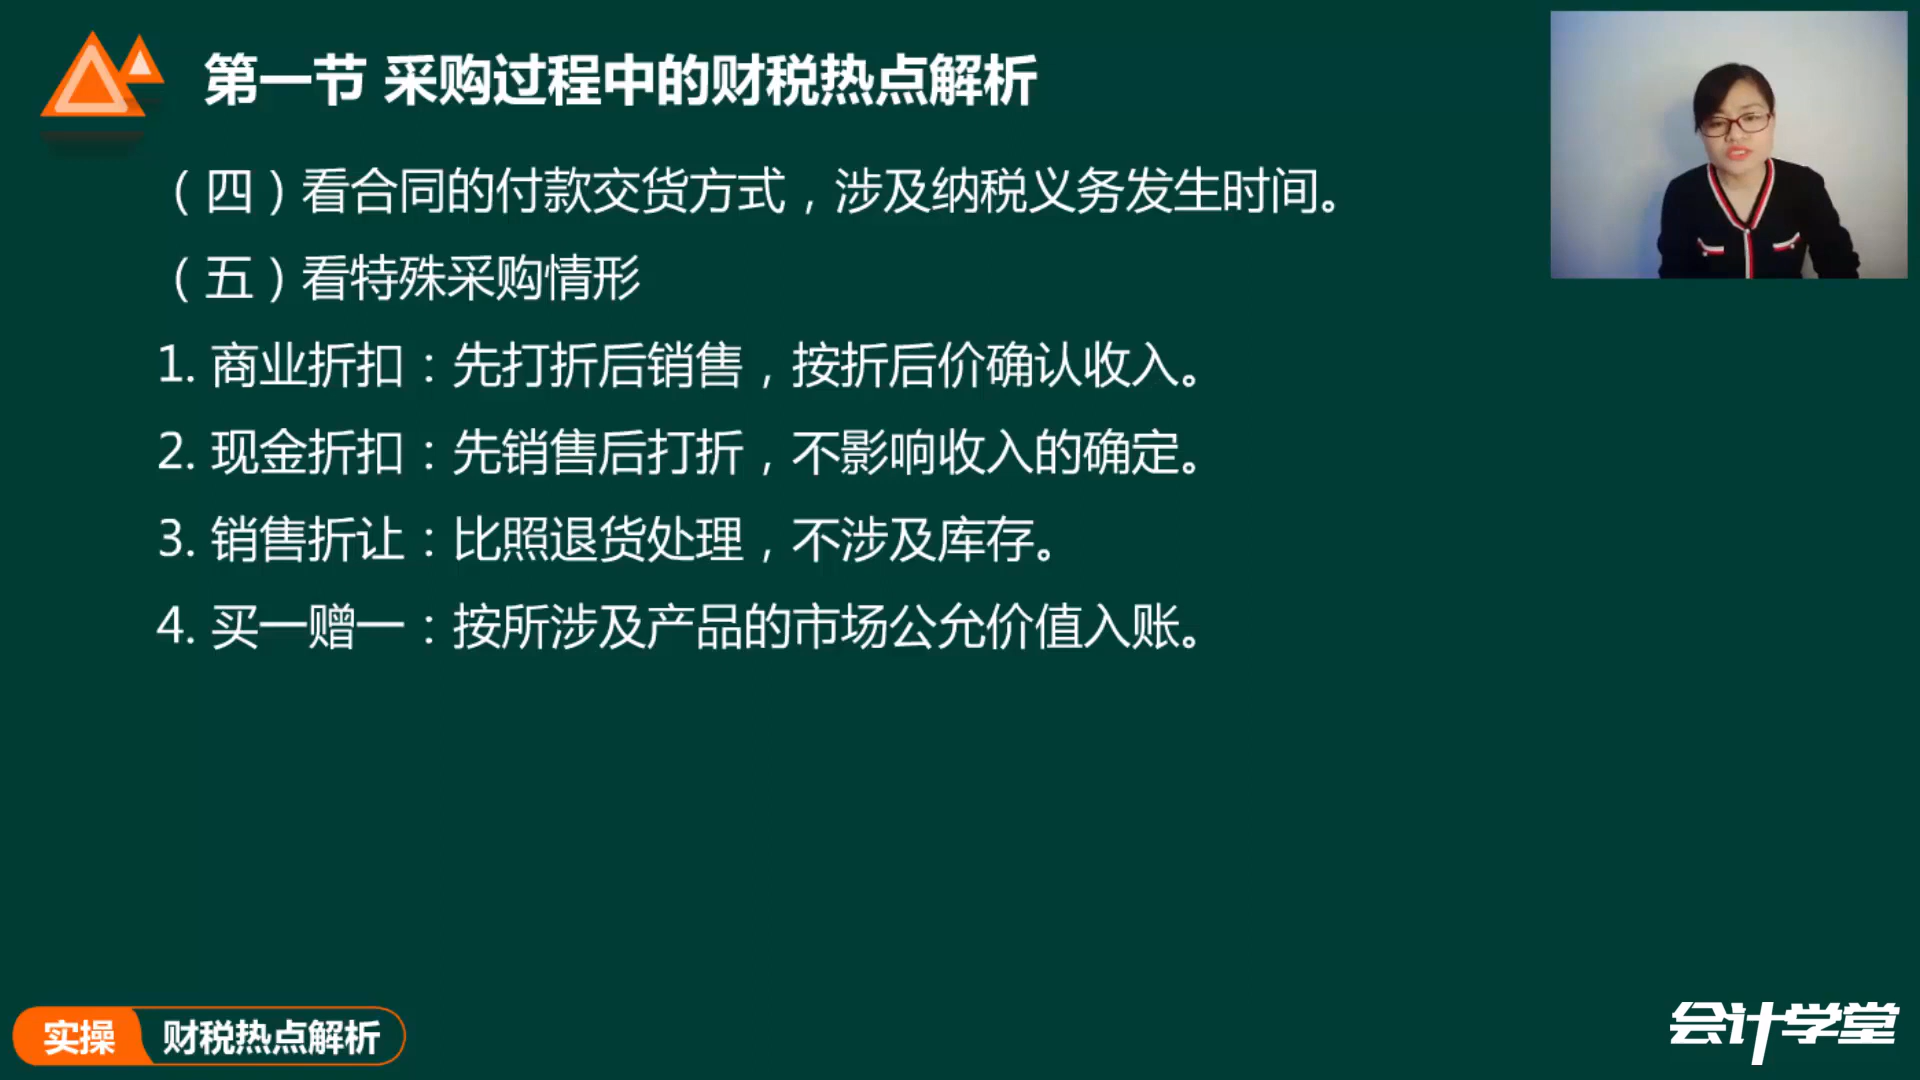 第一节 采购过程中的财税热点解析
（四）看合同的付款交货方式，涉及纳税义务发生时间。
（五）看特殊采购情形
1. 商业折扣：先打折后销售，按折后价确认收入。
2. 现金折扣：先销售后打折，不影响收入的确定。
3. 销售折让：比照退货处理，不涉及库存。
4. 买一赠一：按所涉及产品的市场公允价值入账。
实操 财税热点解析
会计学堂